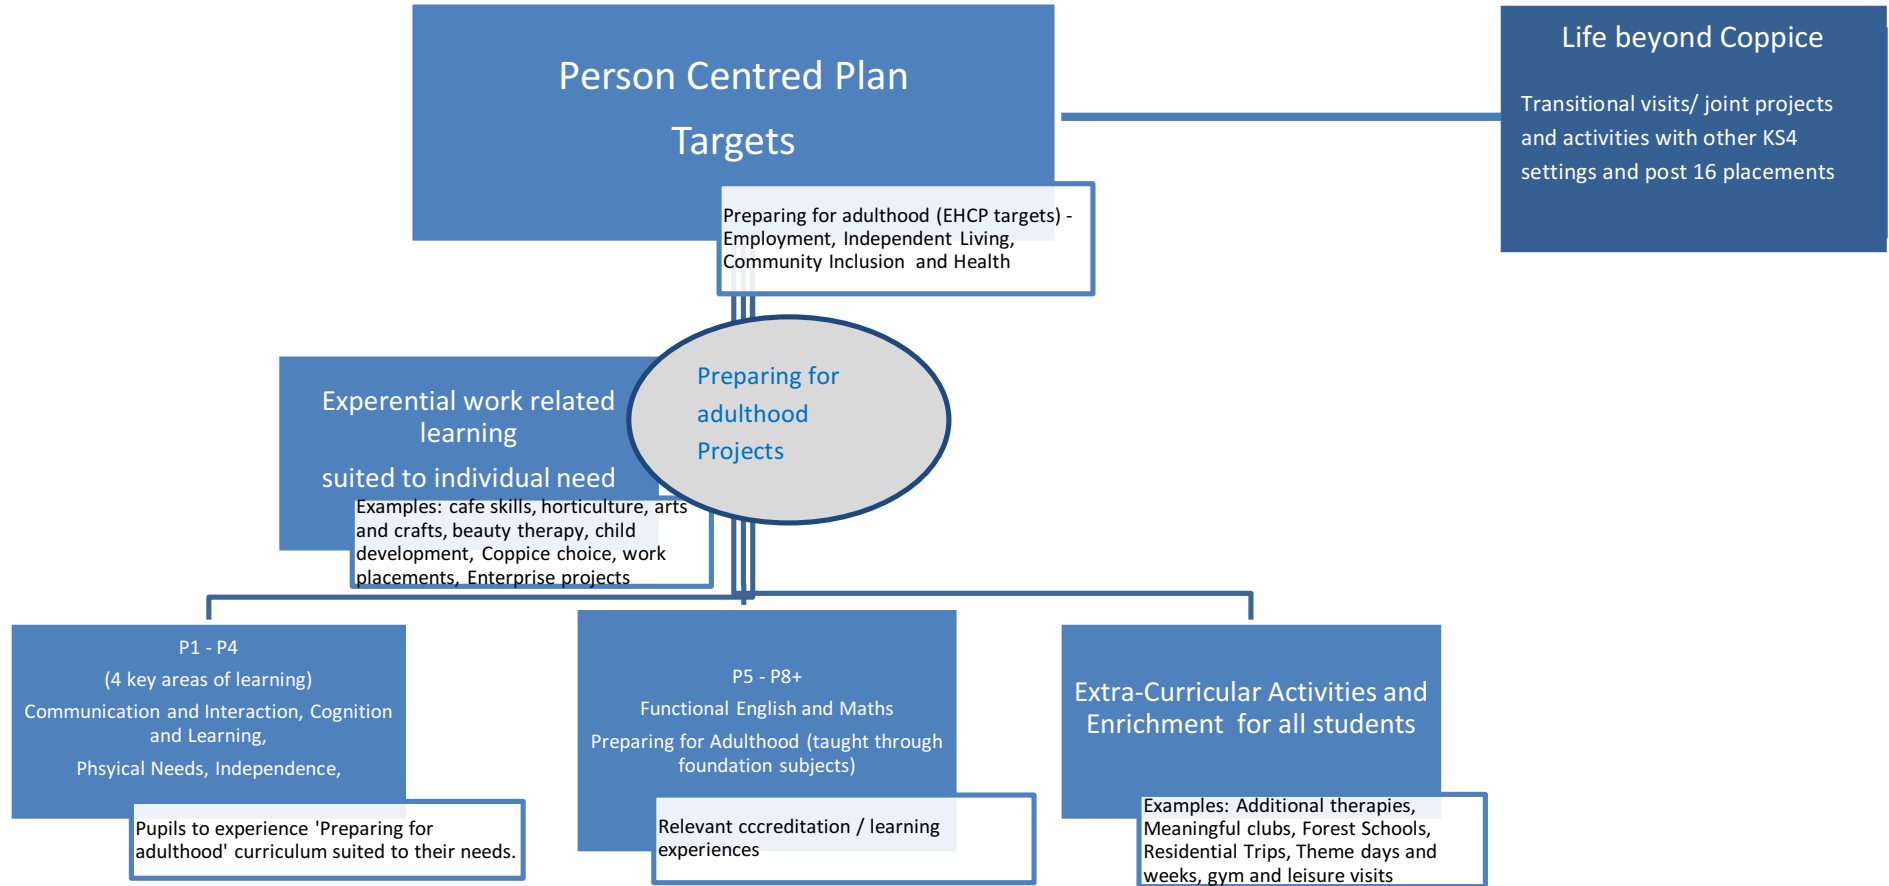 Person Centred Plan
Targets
Preparing for adulthood (EHCP targets) -
Employment, Independent Living,
Community Inclusion and Health
Life beyond Coppice
Transitional visits/ joint projects
and activities with other KS4
settings and post 16 placements
Preparing for
adulthood
Projects
Experential work related
learning
suited to individual need
Examples: cafe skills, horticulture, arts
and crafts, beauty therapy, child
development, Coppice choice, work
placements, Enterprise projects
P1 - P4
(4 key areas of learning)
Communication and Interaction, Cognition
and Learning,
Phsyical Needs, Independence,
Pupils to experience 'Preparing for
adulthood' curriculum suited to their needs.
P5 - P8+
Functional English and Maths
Preparing for Adulthood (taught through
foundation subjects)
Relevant cccreditation / learning
experiences
Extra-Curricular Activities and
Enrichment for all students
Examples: Additional therapies,
Meaningful clubs, Forest Schools,
Residential Trips, Theme days and
weeks, gym and leisure visits